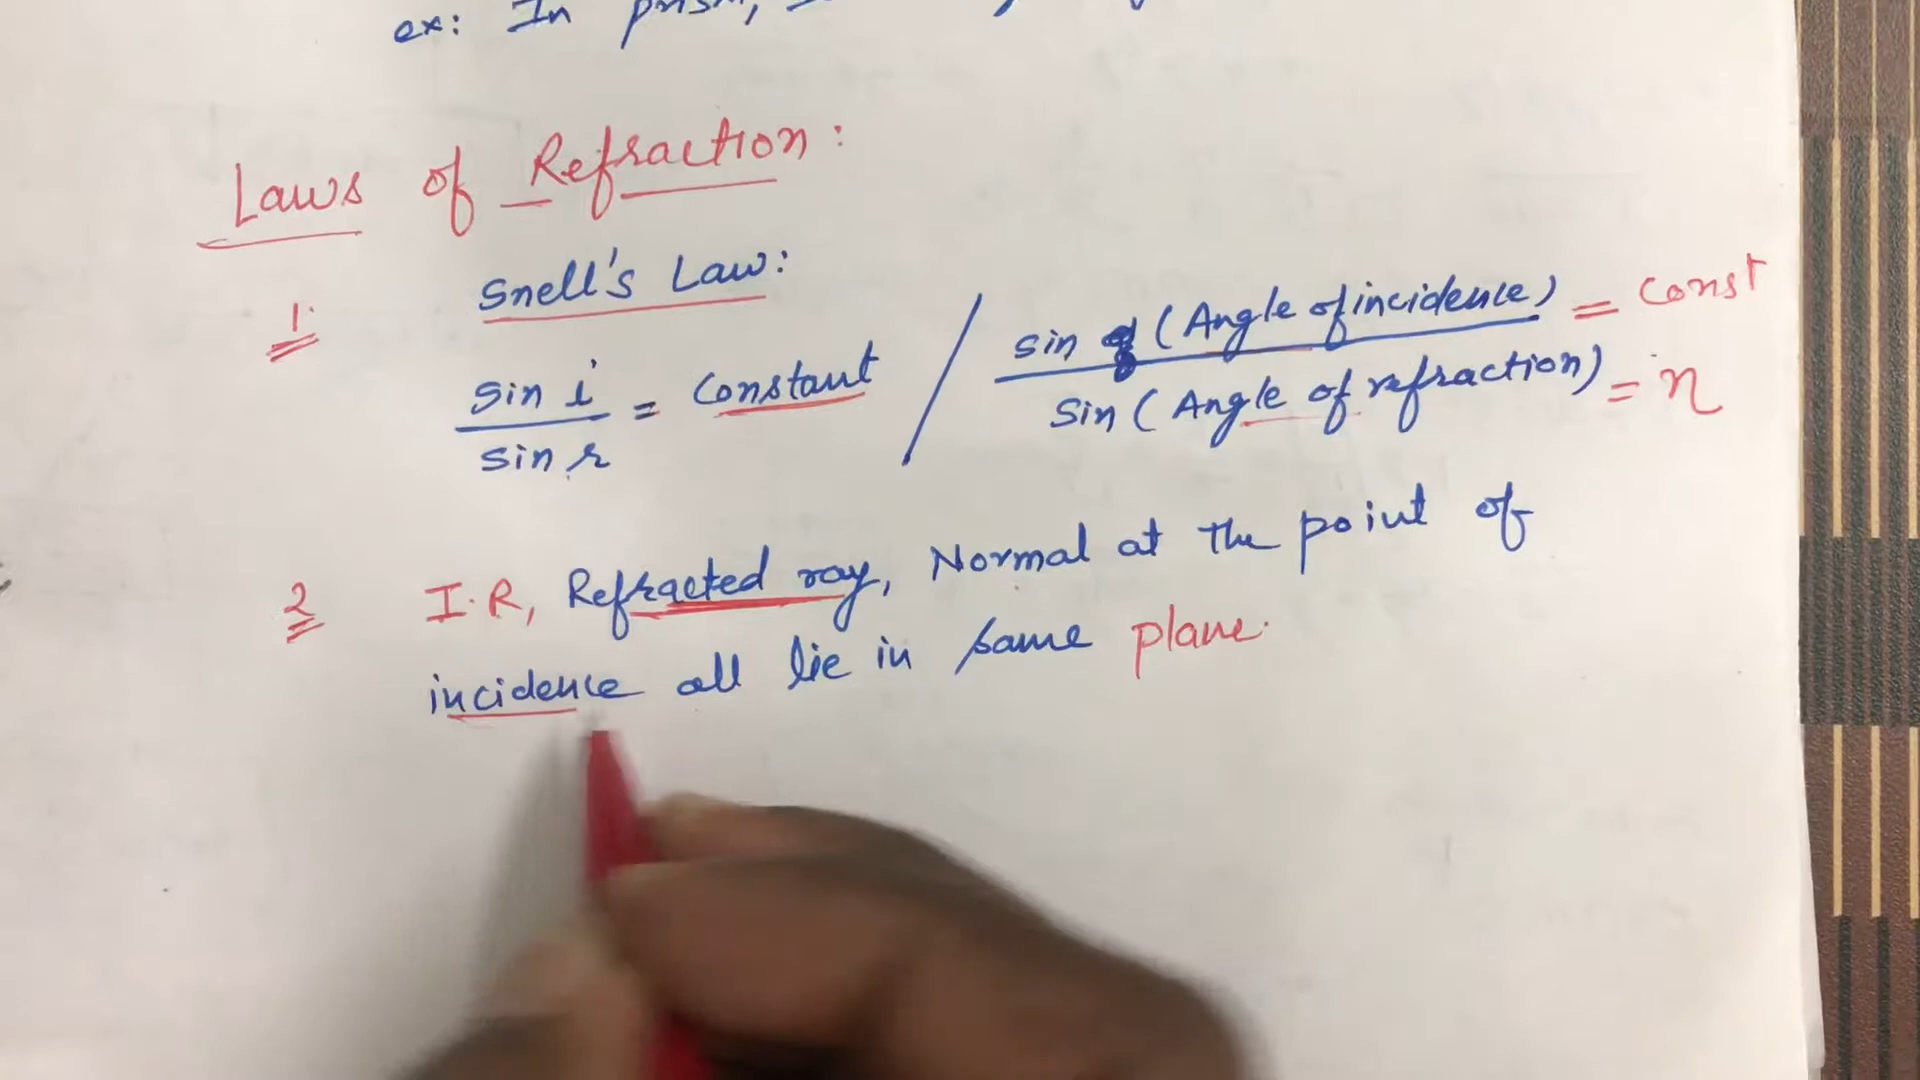 ex: In prism,
Laws of Refraction:
1. Snell's Law:
sin i / sin r = Constant / sin (Angle of incidence) / sin (Angle of refraction) = Const = n
2 I.R, Refracted ray, Normal at the point of
incidence all lie in same plane.